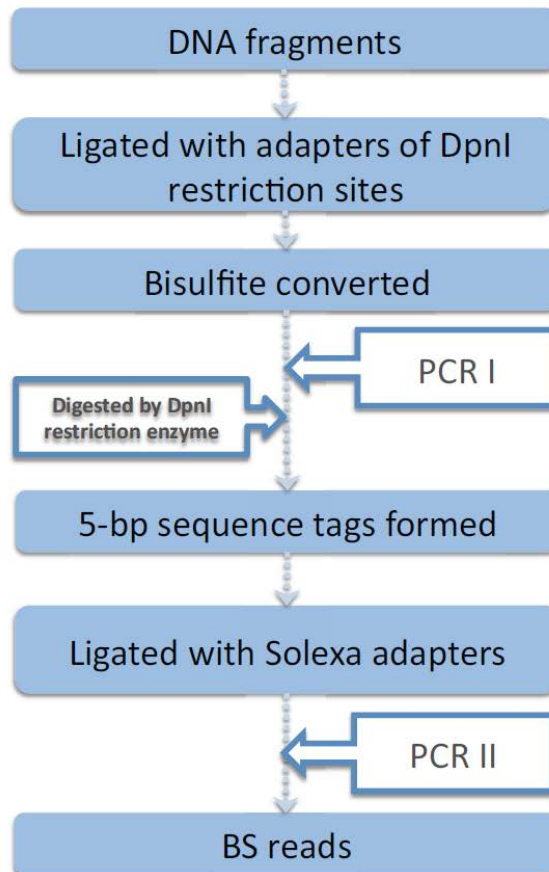 DNA fragments
Ligated with adapters of DpnI
restriction sites
Bisulfite converted
PCR I
Digested by DpnI
restriction enzyme
5-bp sequence tags formed
Ligated with Solexa adapters
PCR II
BS reads